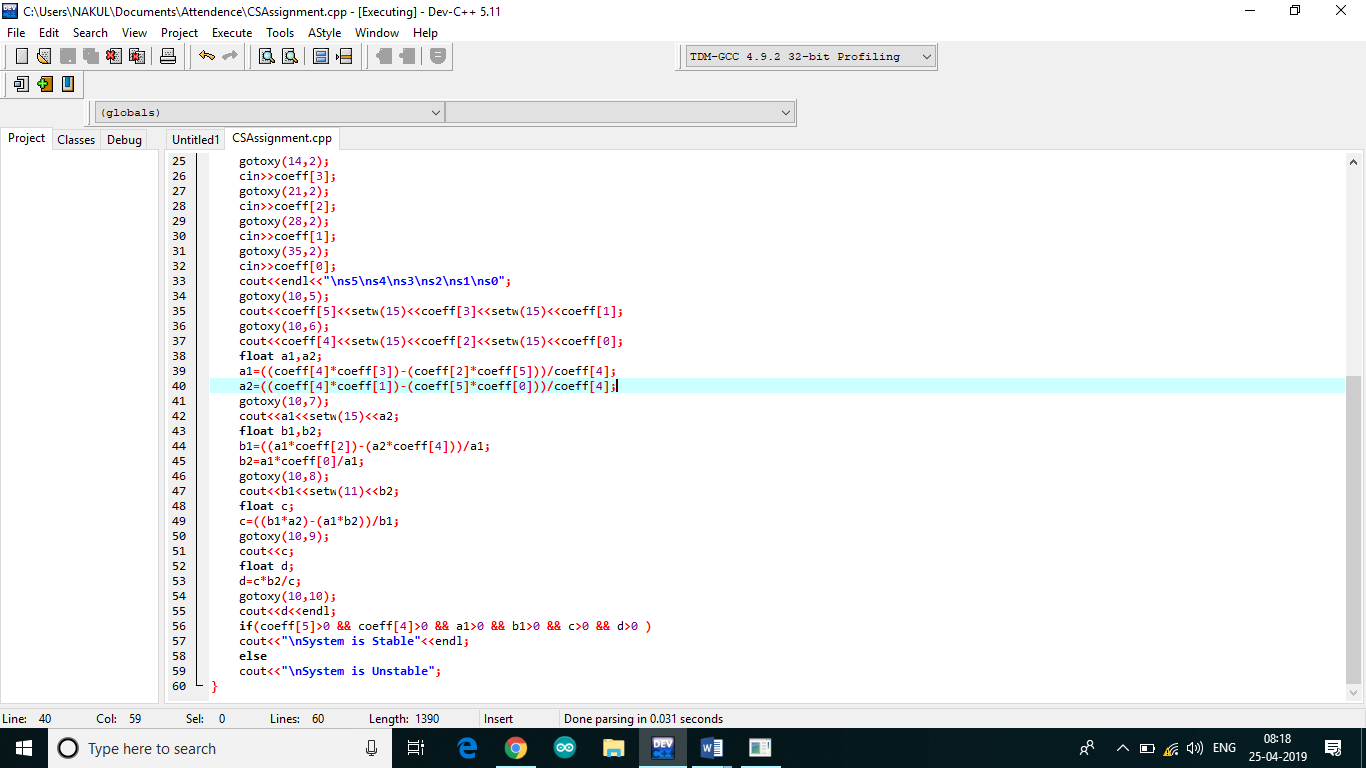 C:\Users\NAKUL\Documents\Attendence\CSAssignment.cpp - [Executing] - Dev-C++ 5.11
File Edit Search View Project Execute Tools AStyle Window Help
TDM-GCC 4.9.2 32-bit Profiling
(globals)
Project Classes Debug Untitled1 CSAssignment.cpp
25 gotoxy(14,2);
26 cin>>coeff[3];
27 gotoxy(21,2);
28 cin>>coeff[2];
29 gotoxy(28,2);
30 cin>>coeff[1];
31 gotoxy(35,2);
32 cin>>coeff[0];
33 cout<<endl<<"\ns5\ns4\ns3\ns2\ns1\ns0";
34 gotoxy(10,5);
35 cout<<coeff[5]<<setw(15)<<coeff[3]<<setw(15)<<coeff[1];
36 gotoxy(10,6);
37 cout<<coeff[4]<<setw(15)<<coeff[2]<<setw(15)<<coeff[0];
38 float a1,a2;
39 a1=((coeff[4]*coeff[3])-(coeff[2]*coeff[5]))/coeff[4];
40 a2=((coeff[4]*coeff[1])-(coeff[5]*coeff[0]))/coeff[4];
41 gotoxy(10,7);
42 cout<<a1<<setw(15)<<a2;
43 float b1,b2;
44 b1=((a1*coeff[2])-(a2*coeff[4]))/a1;
45 b2=a1*coeff[0]/a1;
46 gotoxy(10,8);
47 cout<<b1<<setw(11)<<b2;
48 float c;
49 c=((b1*a2)-(a1*b2))/b1;
50 gotoxy(10,9);
51 cout<<c;
52 float d;
53 d=c*b2/c;
54 gotoxy(10,10);
55 cout<<d<<endl;
56 if(coeff[5]>0 && coeff[4]>0 && a1>0 && b1>0 && c>0 && d>0 )
57 cout<<"\nSystem is Stable"<<endl;
58 else
59 cout<<"\nSystem is Unstable";
60 }
Line: 40 Col: 59 Sel: 0 Lines: 60 Length: 1390 Insert Done parsing in 0.031 seconds
Type here to search
DEV
ENG
08:18
25-04-2019